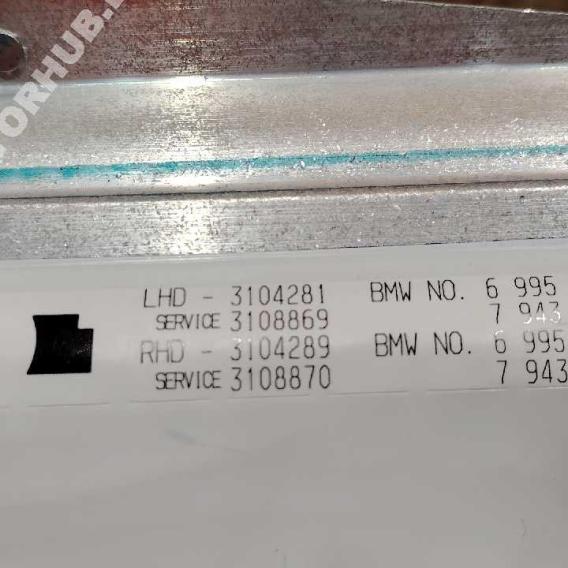 ORHUB.
LHD - 3104281 BMW NO. 6 995
SERVICE 3108869 7 943
RHD - 3104289 BMW NO. 6 995
SERVICE 3108870 7 943